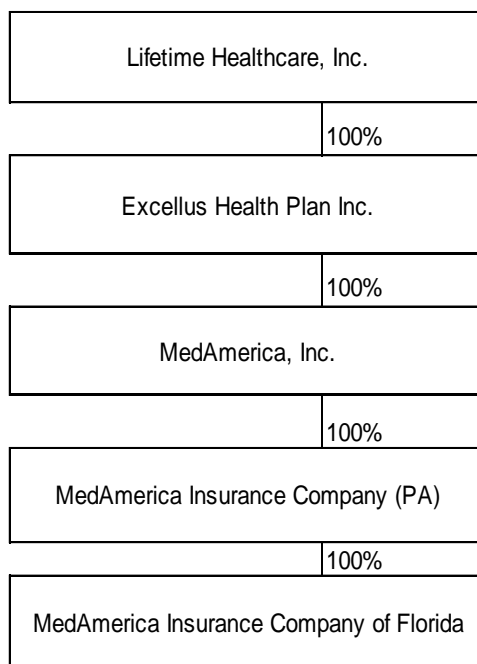 Lifetime Healthcare, Inc.
100%
Excellus Health Plan Inc.
100%
MedAmerica, Inc.
100%
MedAmerica Insurance Company (PA)
100%
MedAmerica Insurance Company of Florida